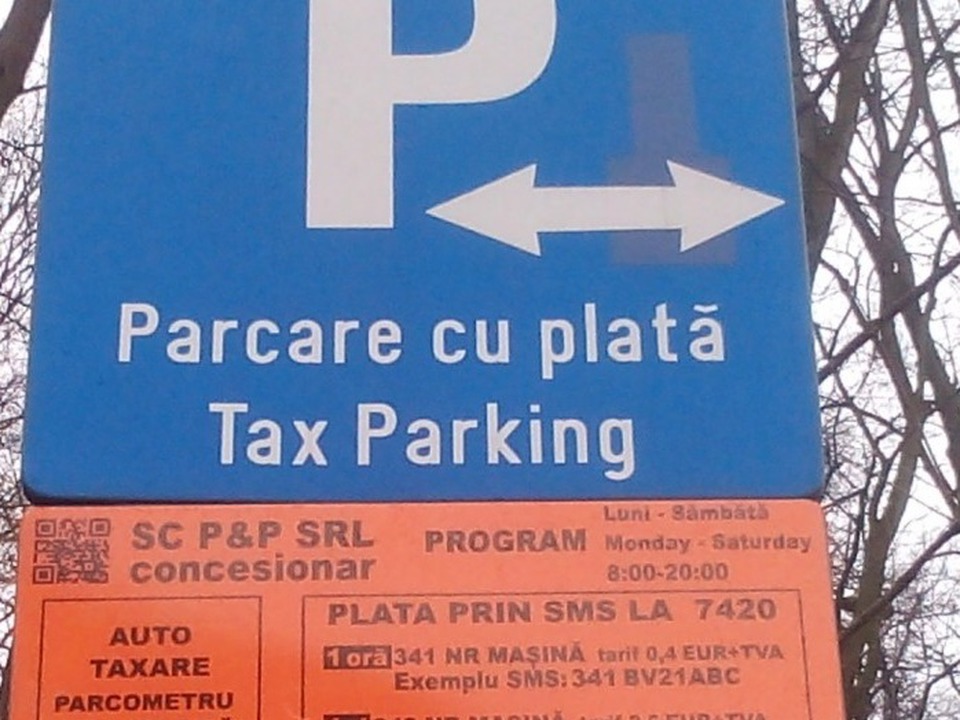 P
Parcare cu plată
Tax Parking
SC P&P SRL
concesionar
PROGRAM
Luni - Sâmbătă
Monday - Saturday
8:00-20:00
AUTO
TAXARE
PARCOMETRU
PLATA PRIN SMS LA 7420
1 oră 341 NR MAȘINĂ tarif 0,4 EUR+TVA
Exemplu SMS: 341 BV21ABC